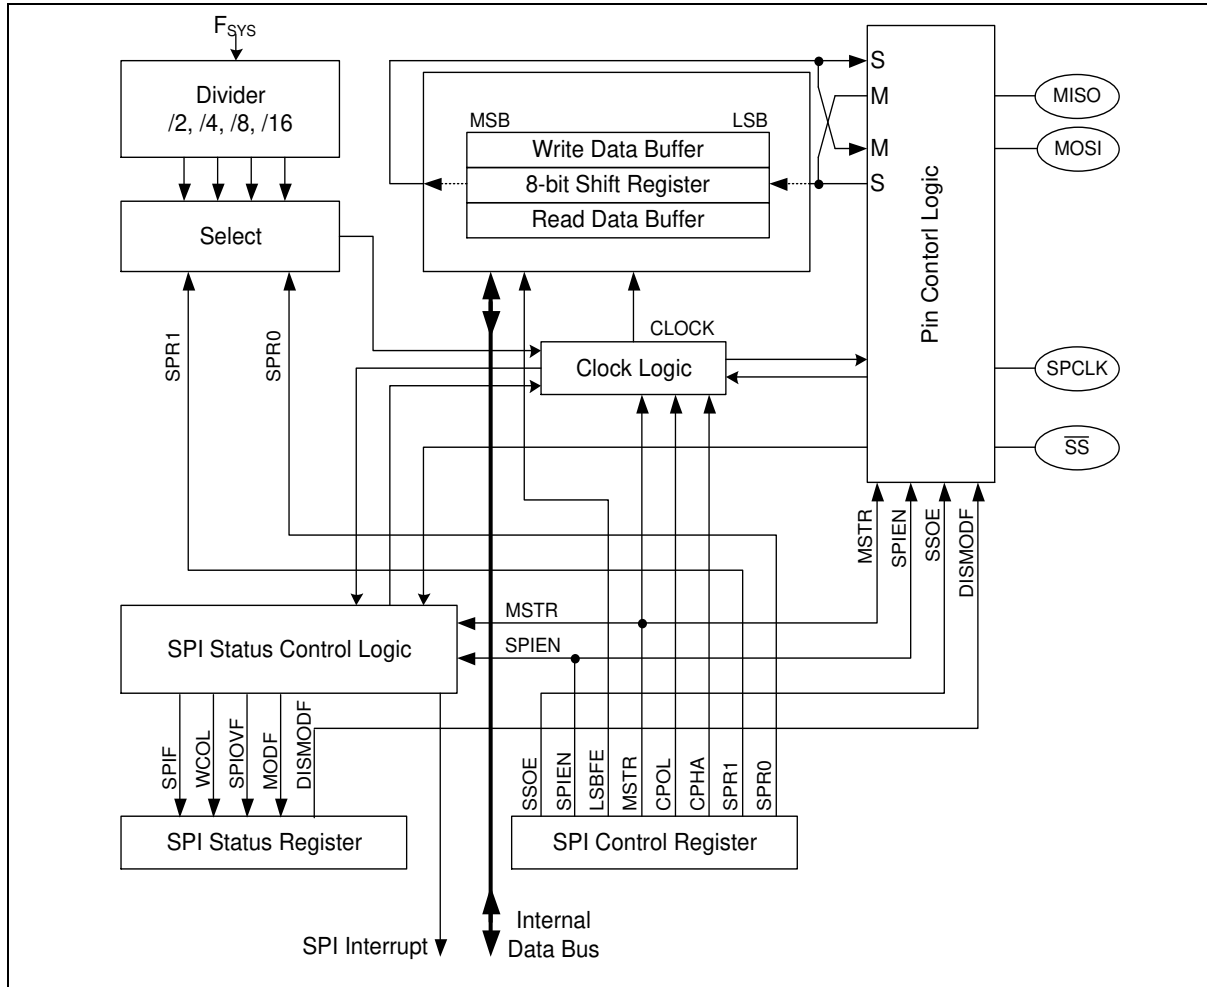 FSYS
Divider
/2, /4, /8, /16
Select
SPR1
SPR0
MSB
LSB
Write Data Buffer
8-bit Shift Register
Read Data Buffer
CLOCK
Clock Logic
S
M
M
S
Pin Contorl Logic
MISO
MOSI
SPCLK
SS
MSTR
SPIEN
SSOE
DISMODF
MSTR
SPIEN
SPI Status Control Logic
SPIF
WCOL
SPIOVF
MODF
DISMODF
SPI Status Register
SSOE
SPIEN
LSBFE
MSTR
CPOL
CPHA
SPR1
SPR0
SPI Control Register
SPI Interrupt
Internal
Data Bus